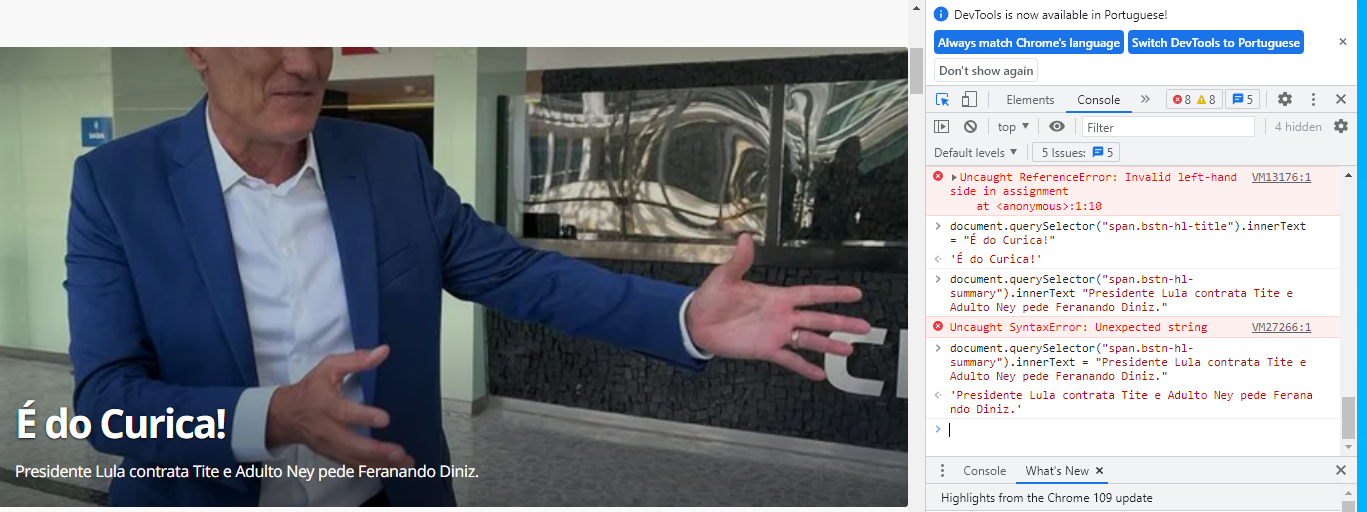 SAÍDA
É do Curica!
Presidente Lula contrata Tite e Adulto Ney pede Feranando Diniz.
DevTools is now available in Portuguese!
Always match Chrome's language
Switch DevTools to Portuguese
Don't show again
Elements
Console
8
8
5
top
Filter
4 hidden
Default levels
5 Issues:
5
Uncaught ReferenceError: Invalid left-hand VM13176:1
side in assignment
at <anonymous>:1:10
document.querySelector("span.bstn-hl-title").innerText
= "É do Curica!"
'É do Curica!'
document.querySelector("span.bstn-hl-
summary").innerText "Presidente Lula contrata Tite e
Adulto Ney pede Feranando Diniz."
Uncaught SyntaxError: Unexpected string VM27266:1
document.querySelector("span.bstn-hl-
summary").innerText = "Presidente Lula contrata Tite e
Adulto Ney pede Feranando Diniz."
'Presidente Lula contrata Tite e Adulto Ney pede Ferana
ndo Diniz.'
Console
What's New
Highlights from the Chrome 109 update